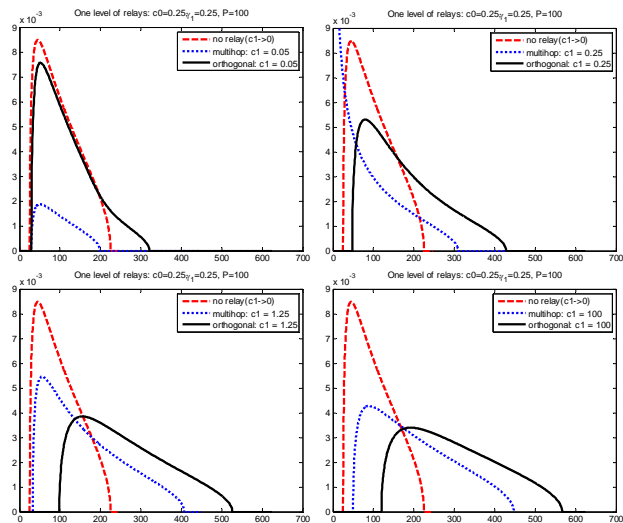 One level of relays: c0=0.25γ1=0.25, P=100
x 10-3
no relay(c1->0)
multihop: c1 = 0.05
orthogonal: c1 = 0.05
9
8
7
6
5
4
3
2
1
0
0 100 200 300 400 500 600 700
One level of relays: c0=0.25γ1=0.25, P=100
x 10-3
no relay(c1->0)
multihop: c1 = 0.25
orthogonal: c1 = 0.25
9
8
7
6
5
4
3
2
1
0
0 100 200 300 400 500 600 700
One level of relays: c0=0.25γ1=0.25, P=100
x 10-3
no relay(c1->0)
multihop: c1 = 1.25
orthogonal: c1 = 1.25
9
8
7
6
5
4
3
2
1
0
0 100 200 300 400 500 600 700
One level of relays: c0=0.25γ1=0.25, P=100
x 10-3
no relay(c1->0)
multihop: c1 = 100
orthogonal: c1 = 100
9
8
7
6
5
4
3
2
1
0
0 100 200 300 400 500 600 700